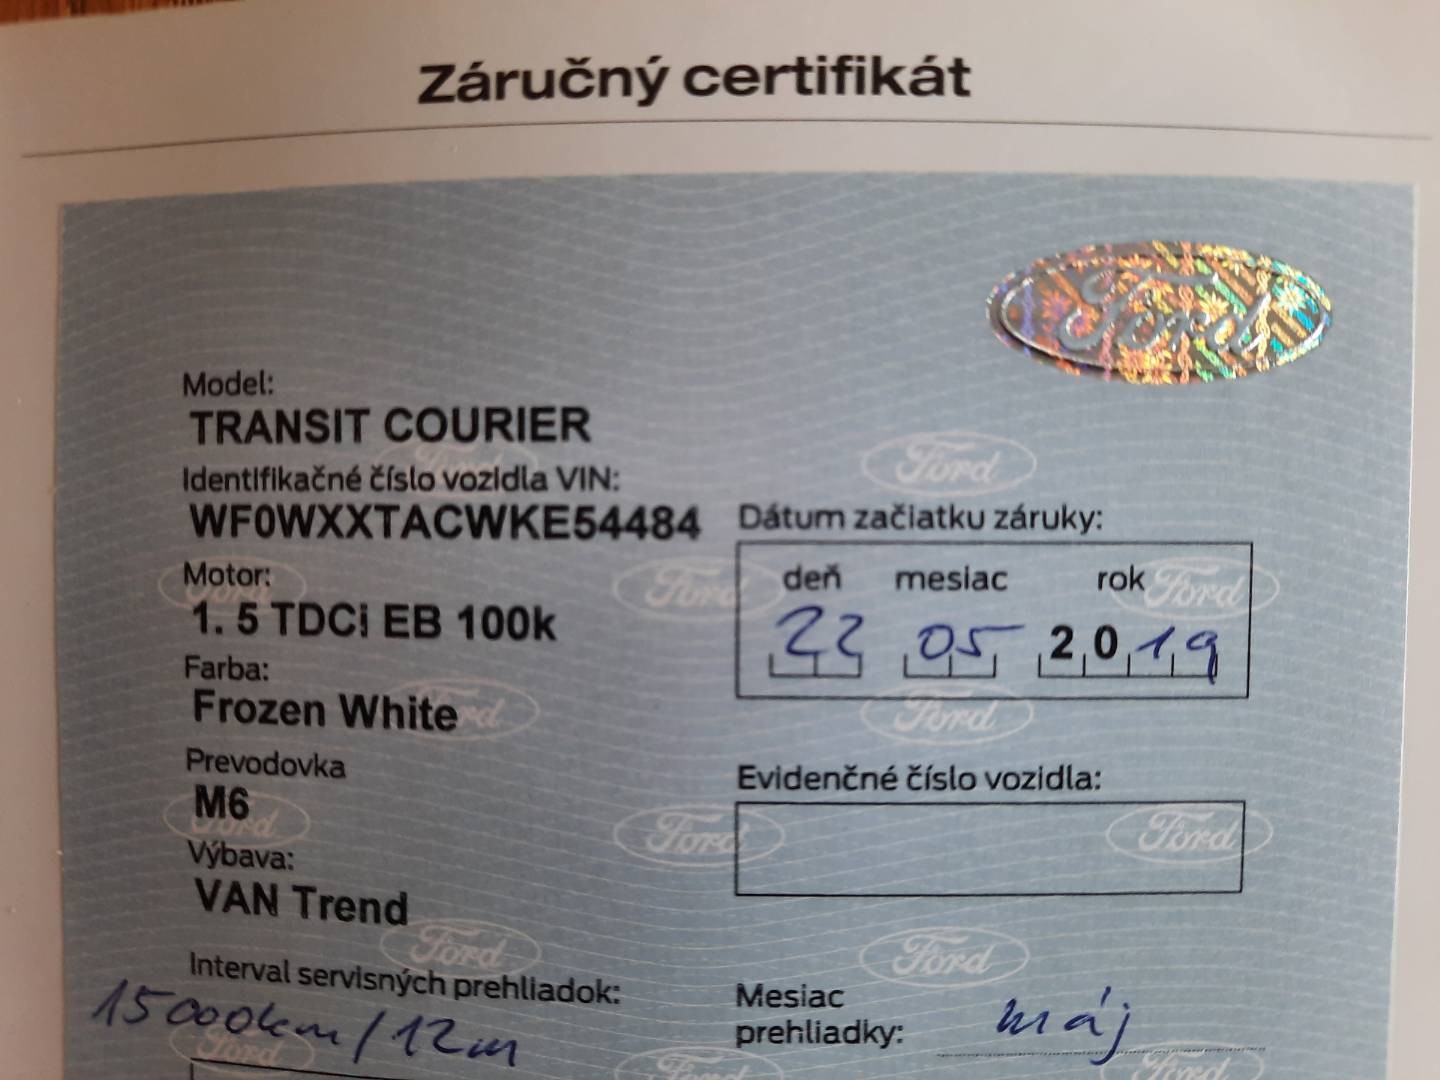 Záručný certifikát
Ford
Model:
TRANSIT COURIER
Identifikačné číslo vozidla VIN:
WF0WXXTACWKE54484
Motor:
1. 5 TDCi EB 100k
Farba:
Frozen White
Prevodovka
M6
Výbava:
VAN Trend
Interval servisných prehliadok:
15 000km/12m
Dátum začiatku záruky:
deň mesiac rok
22 05 2019
Evidenčné číslo vozidla:
Mesiac
prehliadky: máj